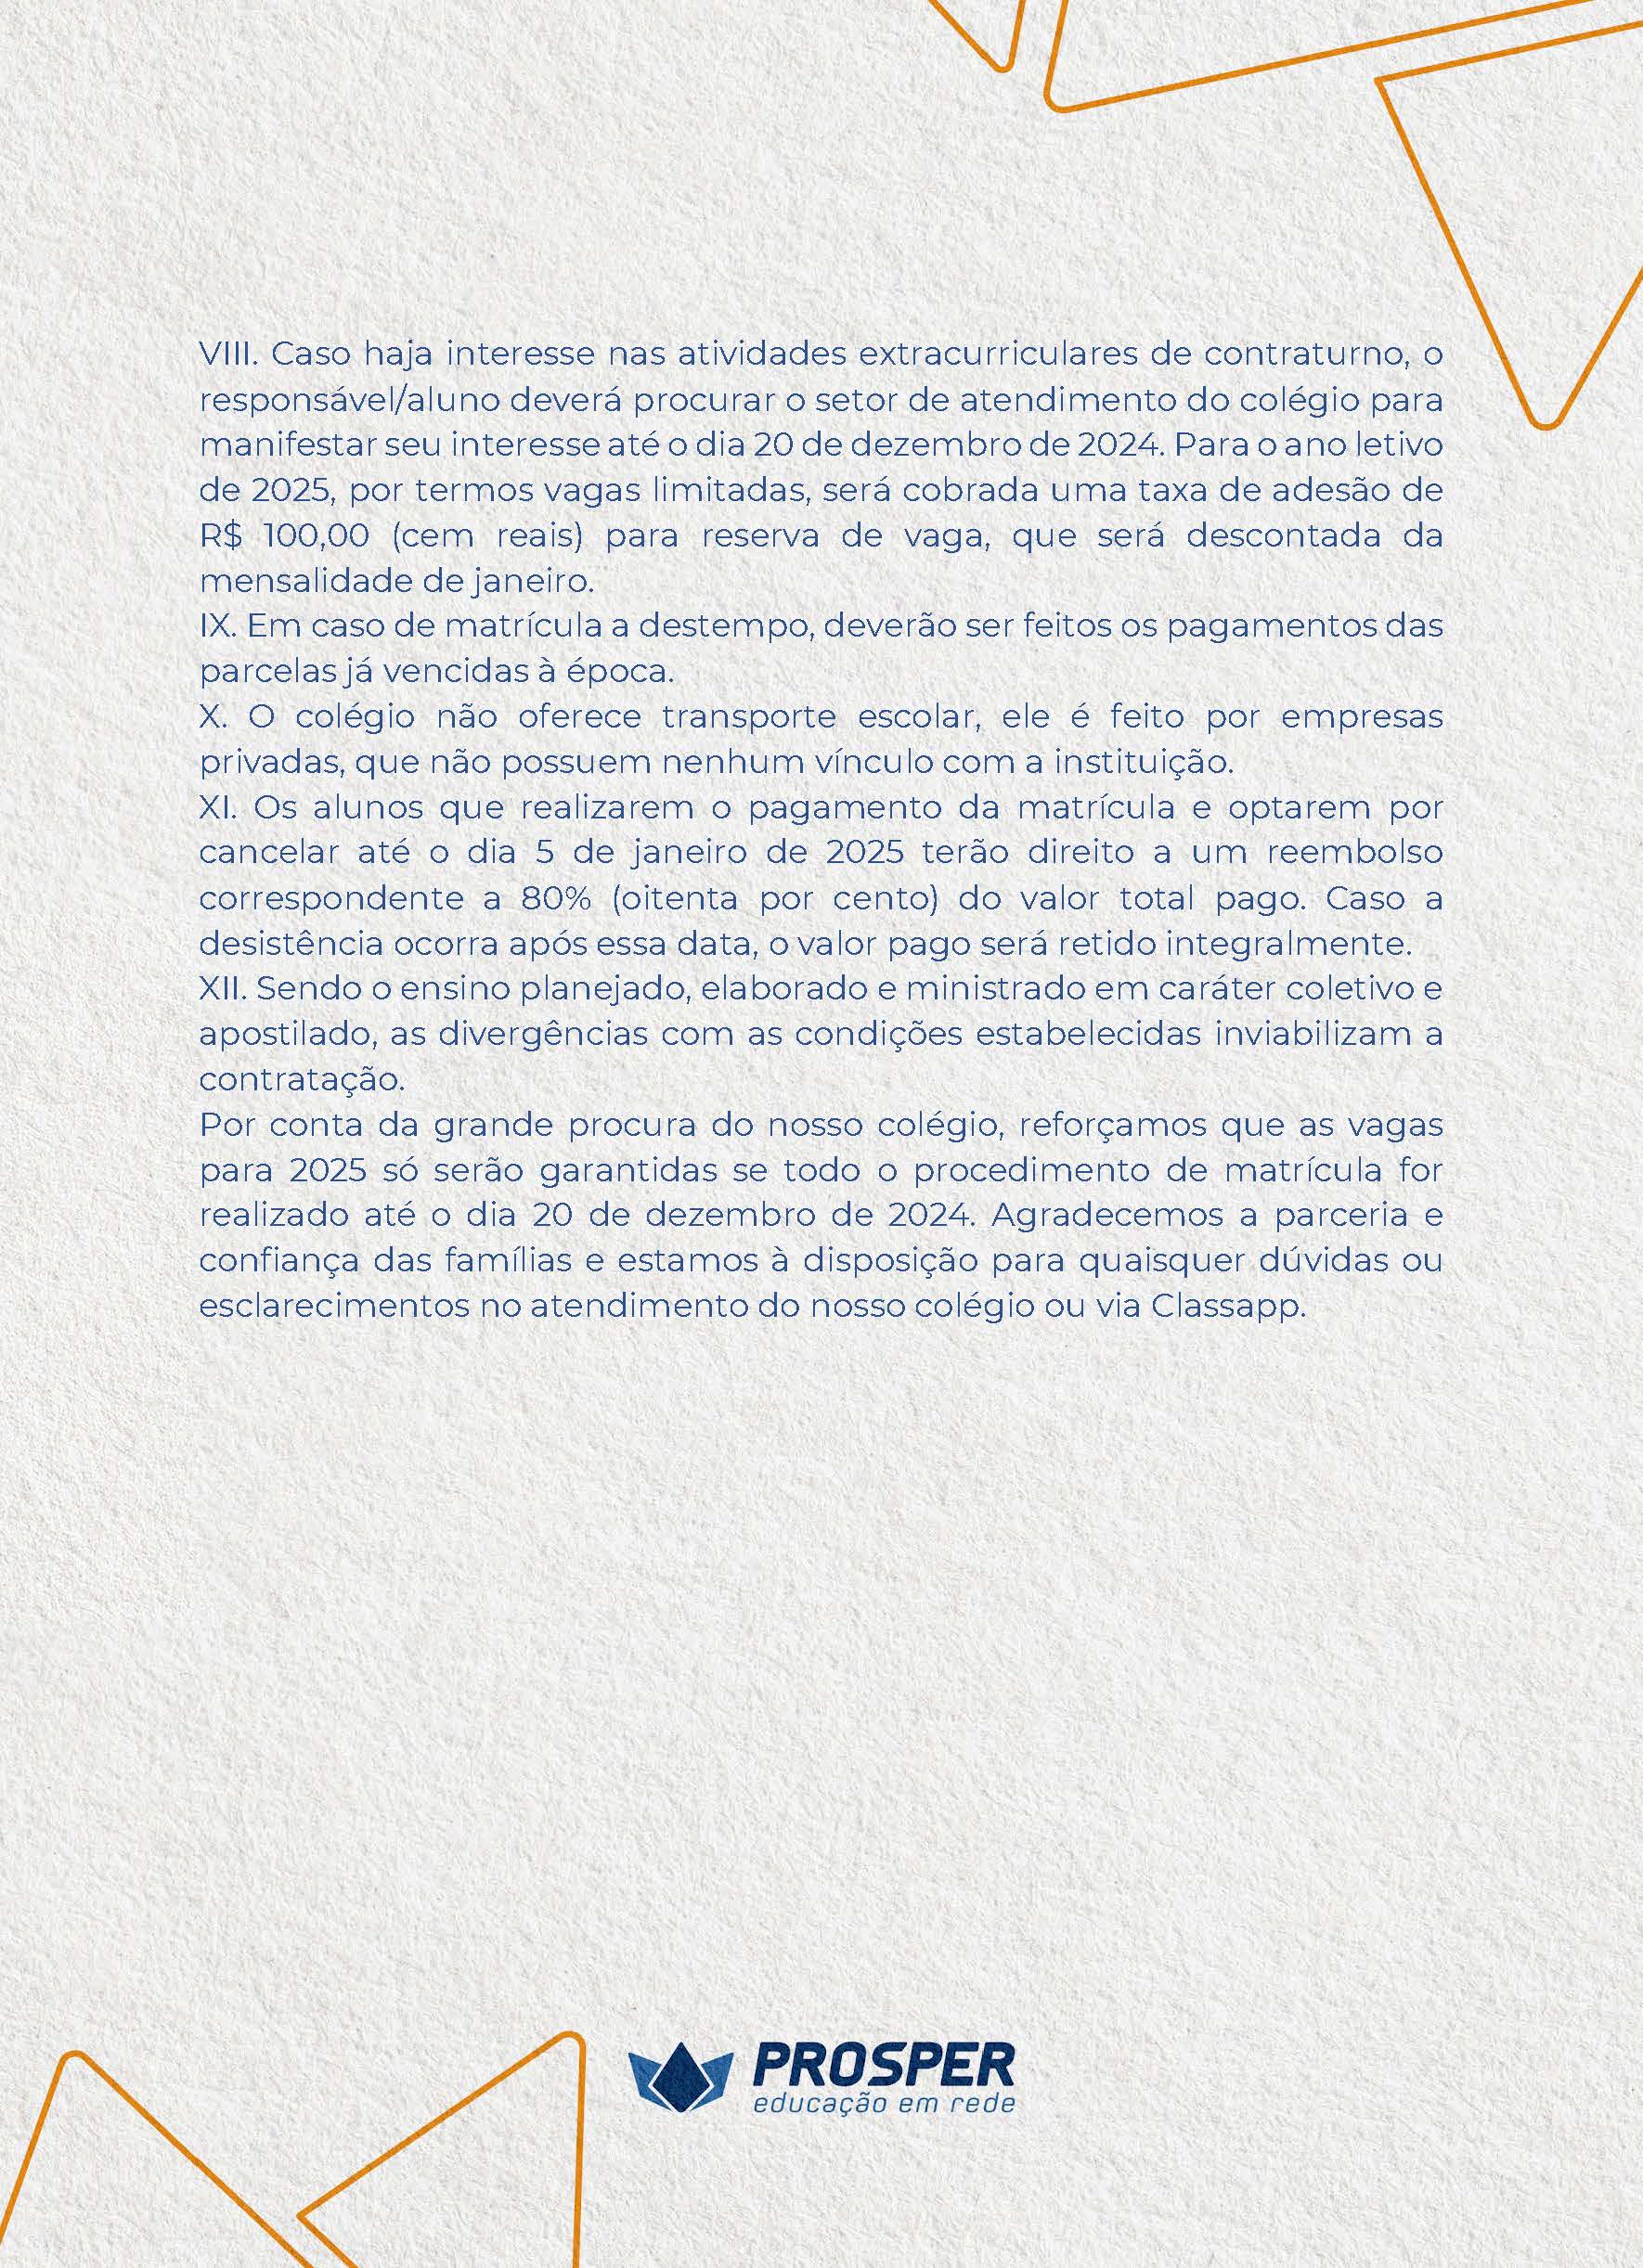 VIII. Caso haja interesse nas atividades extracurriculares de contraturno, o
responsável/aluno deverá procurar o setor de atendimento do colégio para
manifestar seu interesse até o dia 20 de dezembro de 2024. Para o ano letivo
de 2025, por termos vagas limitadas, será cobrada uma taxa de adesão de
R$ 100,00 (cem reais) para reserva de vaga, que será descontada da
mensalidade de janeiro.
IX. Em caso de matrícula a destempo, deverão ser feitos os pagamentos das
parcelas já vencidas à época.
X. O colégio não oferece transporte escolar, ele é feito por empresas
privadas, que não possuem nenhum vínculo com a instituição.
XI. Os alunos que realizarem o pagamento da matrícula e optarem por
cancelar até o dia 5 de janeiro de 2025 terão direito a um reembolso
correspondente a 80% (oitenta por cento) do valor total pago. Caso a
desistência ocorra após essa data, o valor pago será retido integralmente.
XII. Sendo o ensino planejado, elaborado e ministrado em caráter coletivo e
apostilado, as divergências com as condições estabelecidas inviabilizam a
contratação.
Por conta da grande procura do nosso colégio, reforçamos que as vagas
para 2025 só serão garantidas se todo o procedimento de matrícula for
realizado até o dia 20 de dezembro de 2024. Agradecemos a parceria e
confiança das famílias e estamos à disposição para quaisquer dúvidas ou
esclarecimentos no atendimento do nosso colégio ou via Classapp.
PROSPER
educação em rede